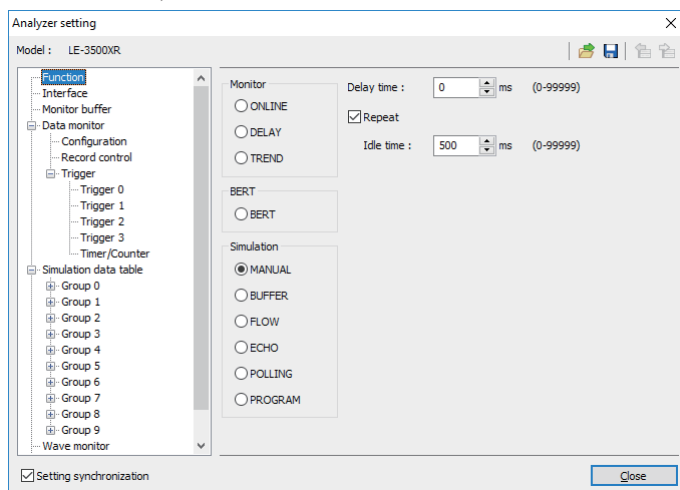 Analyzer setting
Model : LE-3500XR
Function
Interface
Monitor buffer
Data monitor
Configuration
Record control
Trigger
Trigger 0
Trigger 1
Trigger 2
Trigger 3
Timer/Counter
Simulation data table
Group 0
Group 1
Group 2
Group 3
Group 4
Group 5
Group 6
Group 7
Group 8
Group 9
Wave monitor
Monitor
ONLINE
DELAY
TREND
BERT
BERT
Simulation
MANUAL
BUFFER
FLOW
ECHO
POLLING
PROGRAM
Delay time : 0 ms (0-99999)
Repeat
Idle time : 500 ms (0-99999)
Setting synchronization
Close